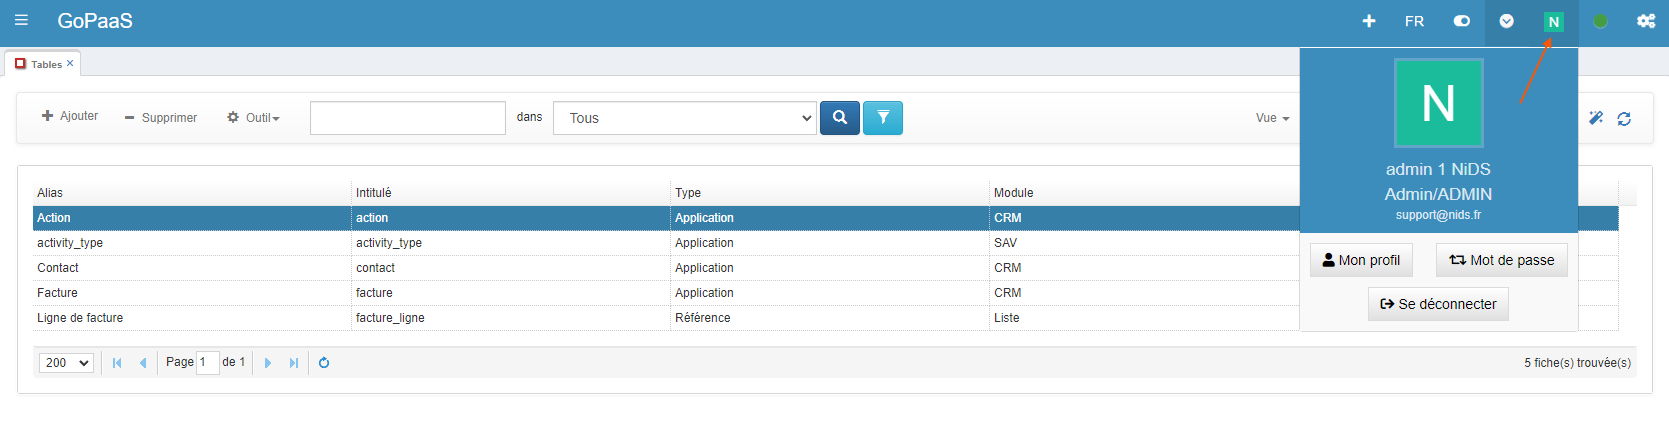 GoPaaS FR N
Tables
Ajouter Supprimer Outil dans Tous Vue
N
admin 1 NiDS
Admin/ADMIN
support@nids.fr
Mon profil Mot de passe
Se déconnecter
Alias Intitulé Type Module
Action action Application CRM
activity_type activity_type Application SAV
Contact contact Application CRM
Facture facture Application CRM
Ligne de facture facture_ligne Référence Liste
200 Page 1 de 1 5 fiche(s) trouvée(s)